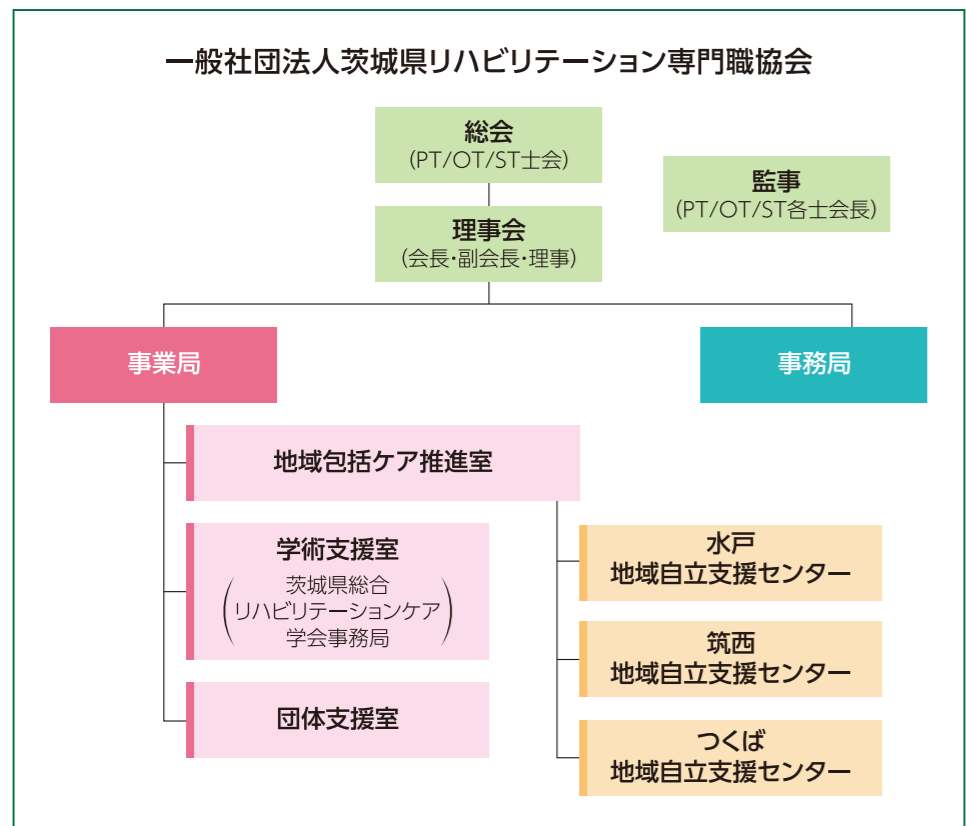 一般社団法人茨城県リハビリテーション専門職協会
総会
(PT/OT/ST士会)
監事
(PT/OT/ST各士会長)
理事会
(会長・副会長・理事)
事業局
事務局
地域包括ケア推進室
学術支援室
(茨城県総合
リハビリテーションケア
学会事務局)
団体支援室
水戸
地域自立支援センター
筑西
地域自立支援センター
つくば
地域自立支援センター